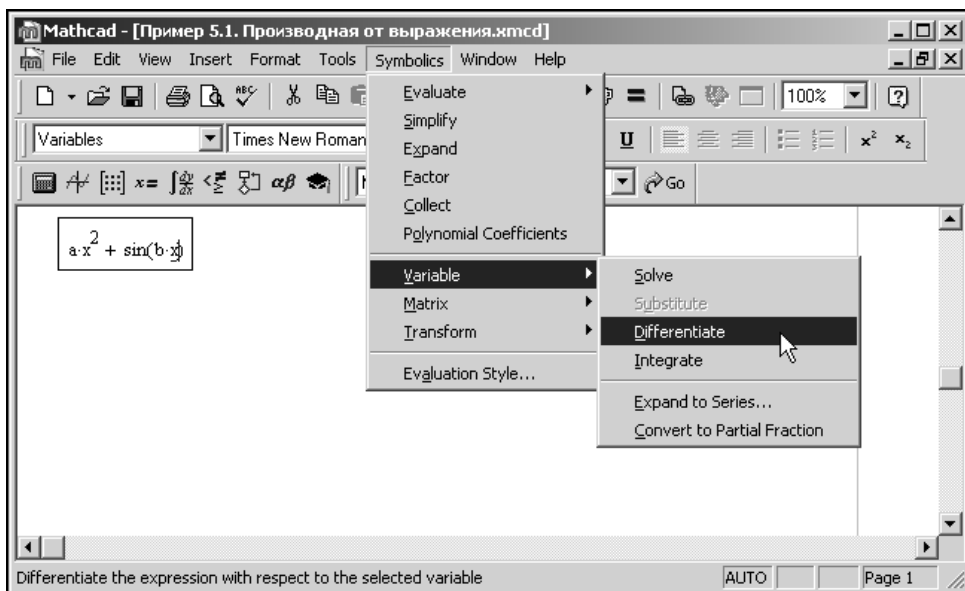 Mathcad - [Пример 5.1. Производная от выражения.xmcd]
File Edit View Insert Format Tools Symbolics Window Help
100%
Variables Times New Roman U x² x₂
x= αβ Go
Evaluate
Simplify
Expand
Factor
Collect
Polynomial Coefficients
Variable
Matrix
Transform
Evaluation Style...
Solve
Substitute
Differentiate
Integrate
Expand to Series...
Convert to Partial Fraction
a·x² + sin(b·x)
Differentiate the expression with respect to the selected variable AUTO Page 1